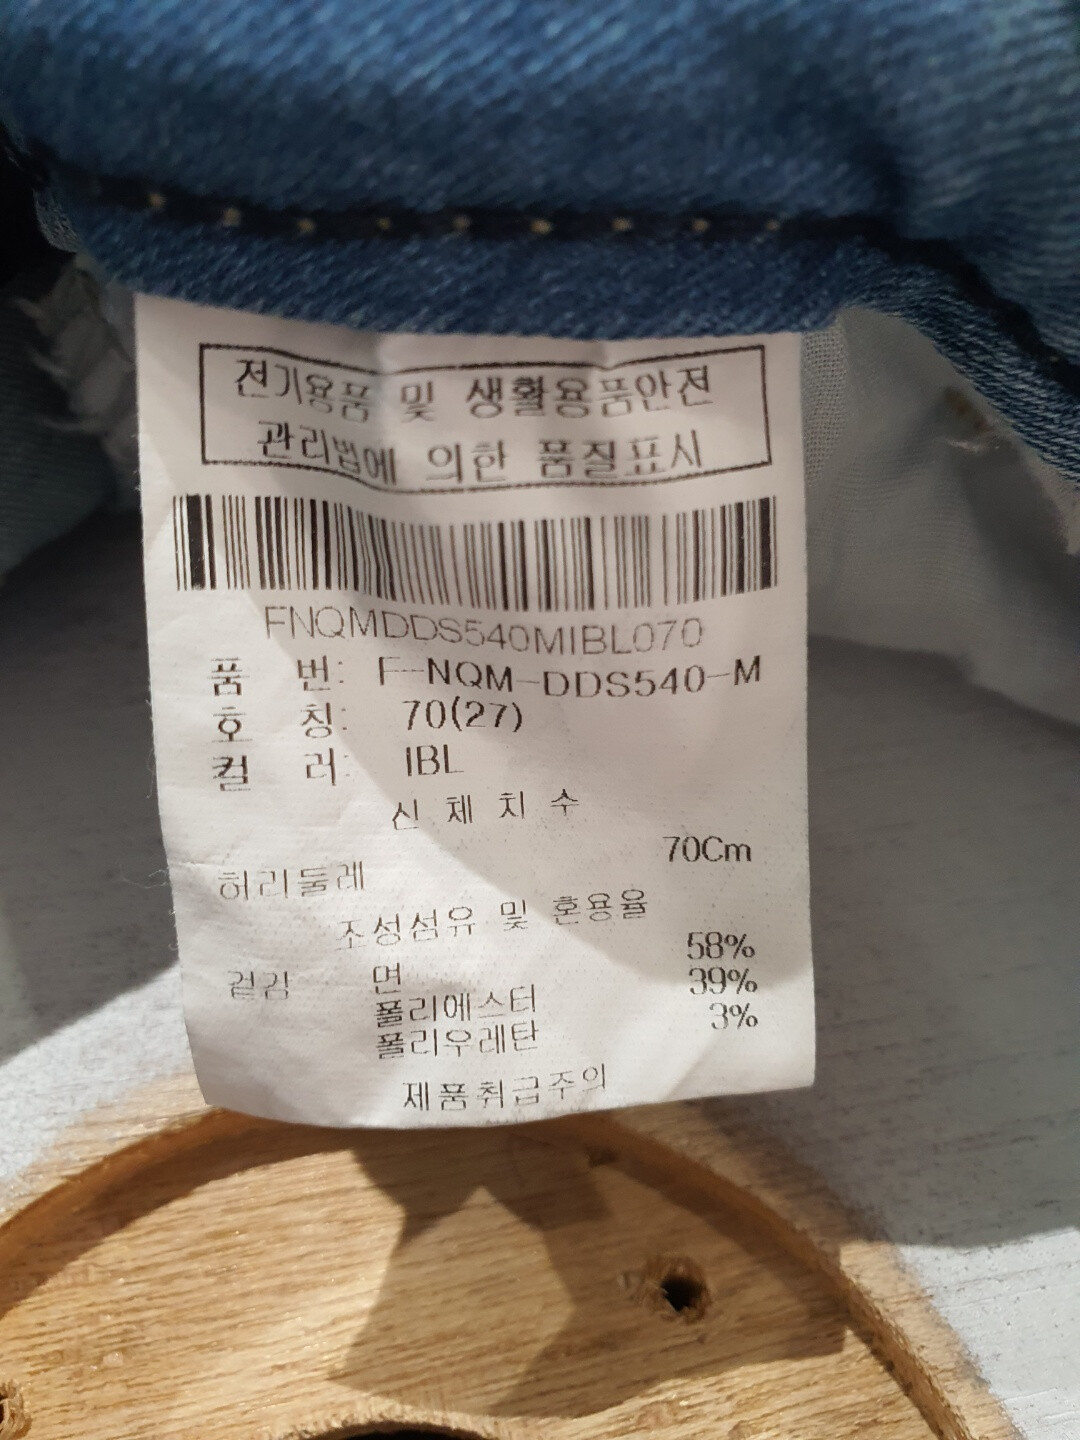 전기용품 및 생활용품안전
관리법에 의한 품질표시
FNQMDDS540MIBL070
품 번: F-NQM-DDS540-M
호 칭: 70(27)
컬 러: IBL
신 체 치 수
허리둘레 70Cm
조성섬유 및 혼용율
겉감 면 58%
폴리에스터 39%
폴리우레탄 3%
제품취급주의